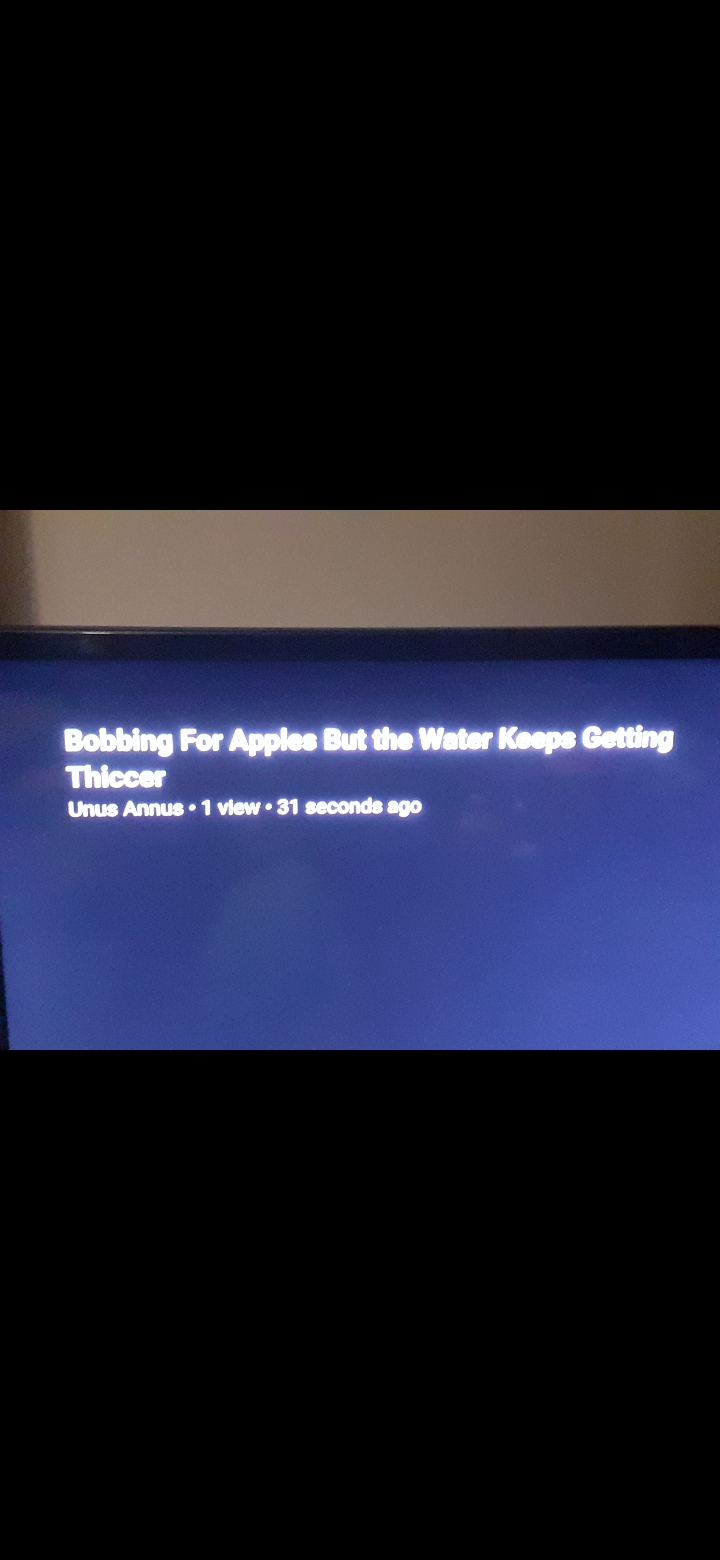 Bobbing For Apples But the Water Keeps Getting
Thiccer
Unus Annus • 1 view • 31 seconds ago